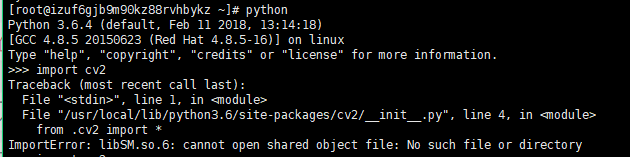 [root@izuf6gjb9m90kz88rvhbykz ~]# python
Python 3.6.4 (default, Feb 11 2018, 13:14:18)
[GCC 4.8.5 20150623 (Red Hat 4.8.5-16)] on linux
Type "help", "copyright", "credits" or "license" for more information.
>>> import cv2
Traceback (most recent call last):
  File "<stdin>", line 1, in <module>
  File "/usr/local/lib/python3.6/site-packages/cv2/__init__.py", line 4, in <module>
    from .cv2 import *
ImportError: libSM.so.6: cannot open shared object file: No such file or directory